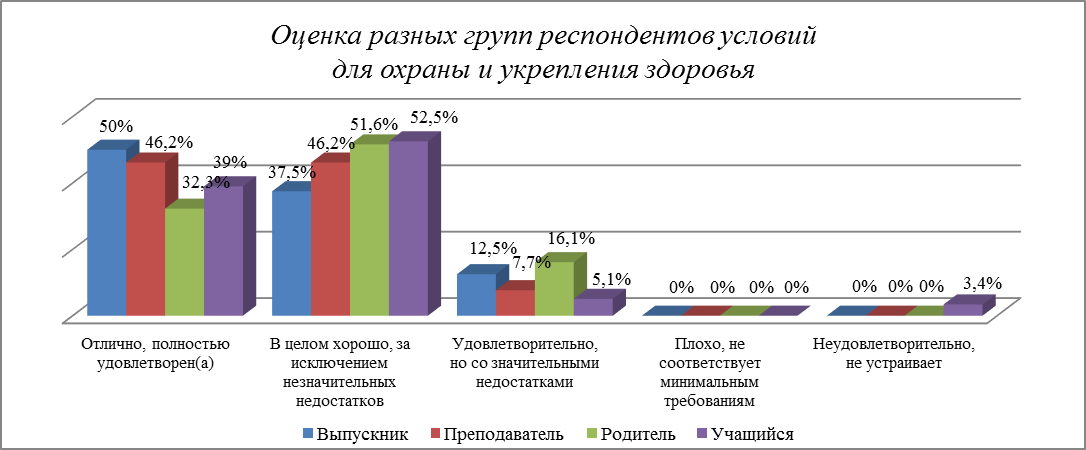 Оценка разных групп респондентов условий
для охраны и укрепления здоровья
50%
46,2%
32,3%
39%
37,5%
46,2%
51,6%
52,5%
12,5%
7,7%
16,1%
5,1%
0% 0% 0% 0%
0% 0% 0% 3,4%
Отлично, полностью
удовлетворен(а)
В целом хорошо, за
исключением
незначительных
недостатков
Удовлетворительно,
но со значительными
недостатками
Плохо, не
соответствует
минимальным
требованиям
Неудовлетворительно,
не устраивает
Выпускник Преподаватель Родитель Учащийся